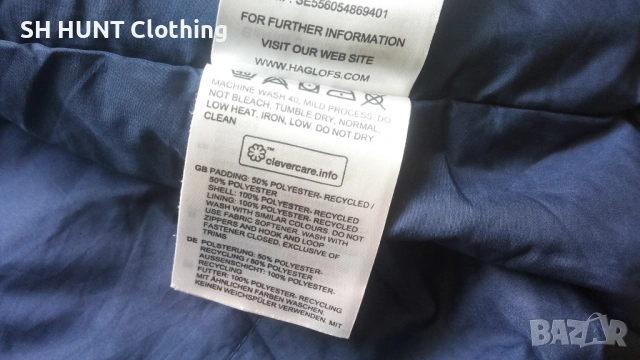 SH HUNT Clothing
SE556054869401
FOR FURTHER INFORMATION
VISIT OUR WEB SITE
WWW.HAGLOFS.COM
MACHINE WASH 40, MILD PROCESS. DO
NOT BLEACH. TUMBLE DRY, NORMAL,
LOW HEAT. IRON, LOW. DO NOT DRY
CLEAN
clevercare.info
GB PADDING: 50% POLYESTER- RECYCLED /
50% POLYESTER
SHELL: 100% POLYESTER- RECYCLED
LINING: 100% POLYESTER- RECYCLED
WASH WITH SIMILAR COLOURS. DO NOT
USE FABRIC SOFTENER. WASH WITH
ZIPPERS AND HOOK AND LOOP
FASTENER CLOSED. EXCLUSIVE OF
TRIMS
DE POLSTERUNG: 50% POLYESTER-
RECYCLING / 50% POLYESTER
AUSSENSCHICHT: 100% POLYESTER-
RECYCLING
FUTTER: 100% POLYESTER- RECYCLING
MIT ÄHNLICHEN FARBEN WASCHEN.
KEINEN WEICHSPÜLER VERWENDEN. MIT
BAZAR